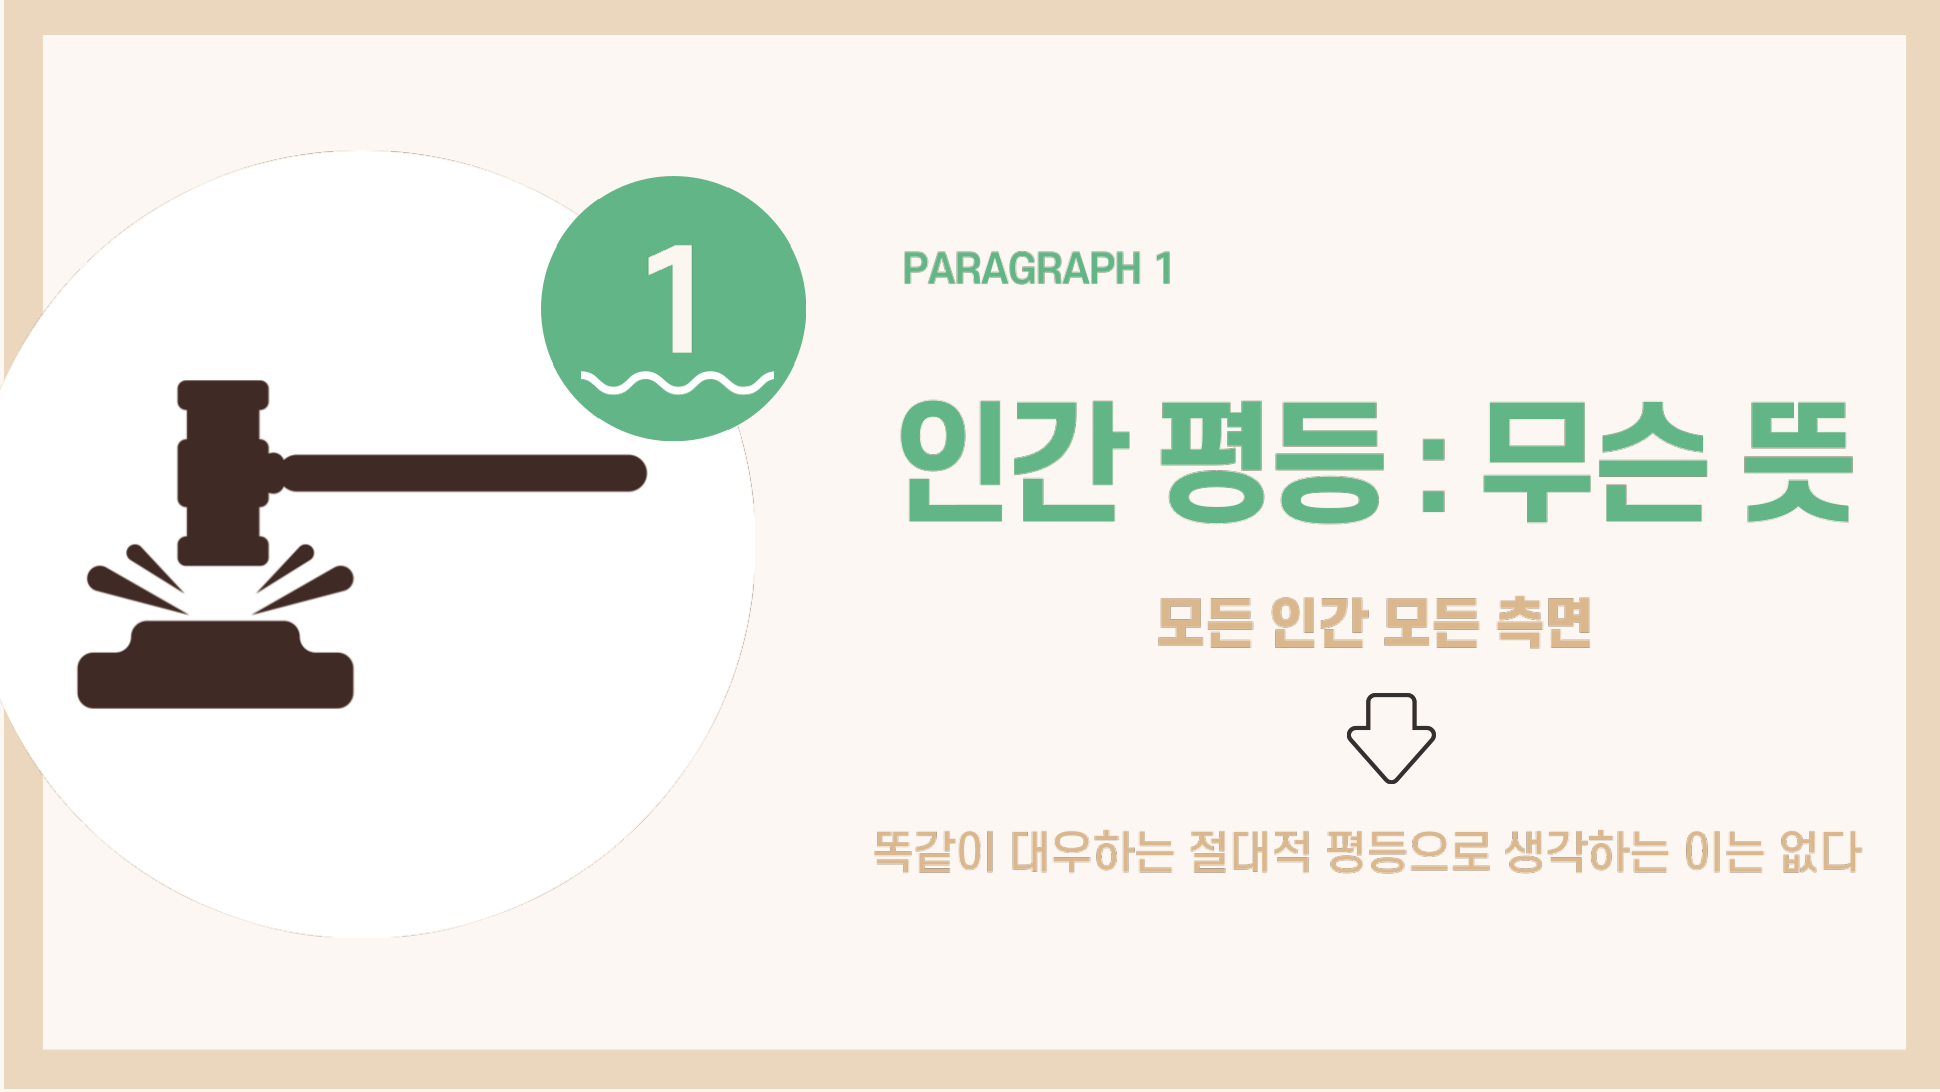 1
PARAGRAPH 1
인간 평등 : 무슨 뜻
모든 인간 모든 측면
똑같이 대우하는 절대적 평등으로 생각하는 이는 없다